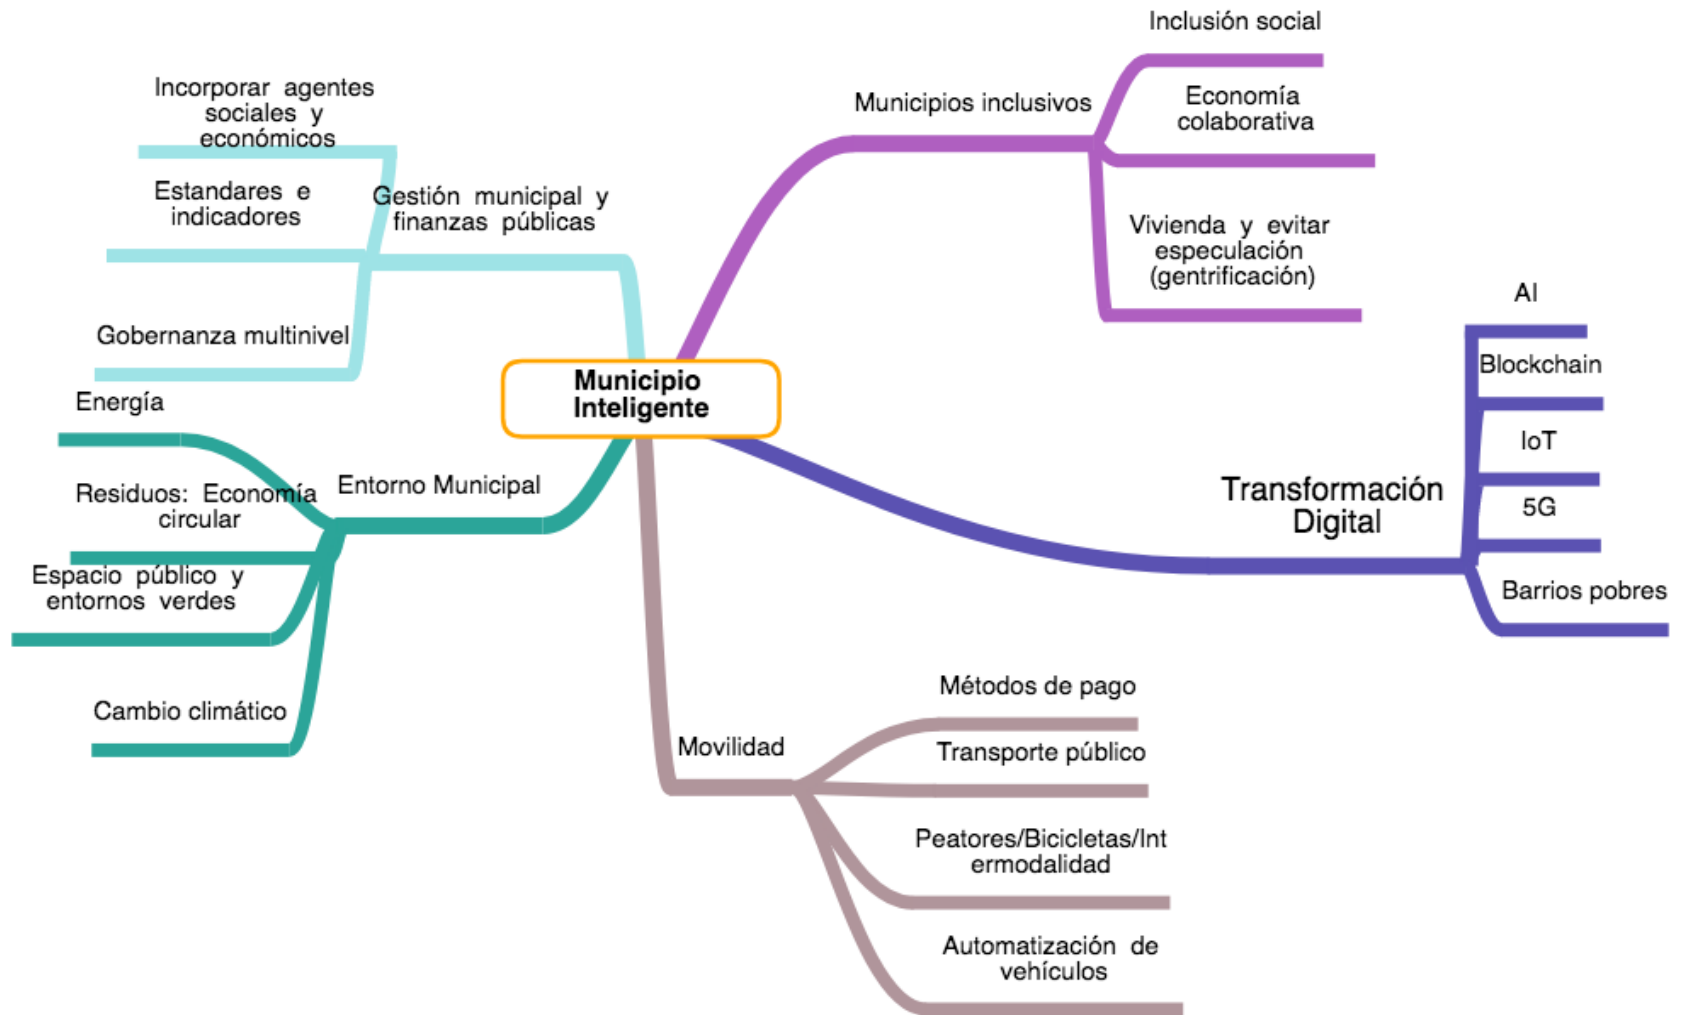 Municipio
Inteligente
Municipios inclusivos
Inclusión social
Economía
colaborativa
Vivienda y evitar
especulación
(gentrificación)
Transformación
Digital
AI
Blockchain
IoT
5G
Barrios pobres
Movilidad
Métodos de pago
Transporte público
Peatores/Bicicletas/Int
ermodalidad
Automatización de
vehículos
Entorno Municipal
Energía
Residuos: Economía
circular
Espacio público y
entornos verdes
Cambio climático
Gestión municipal y
finanzas públicas
Incorporar agentes
sociales y
económicos
Estandares e
indicadores
Gobernanza multinivel